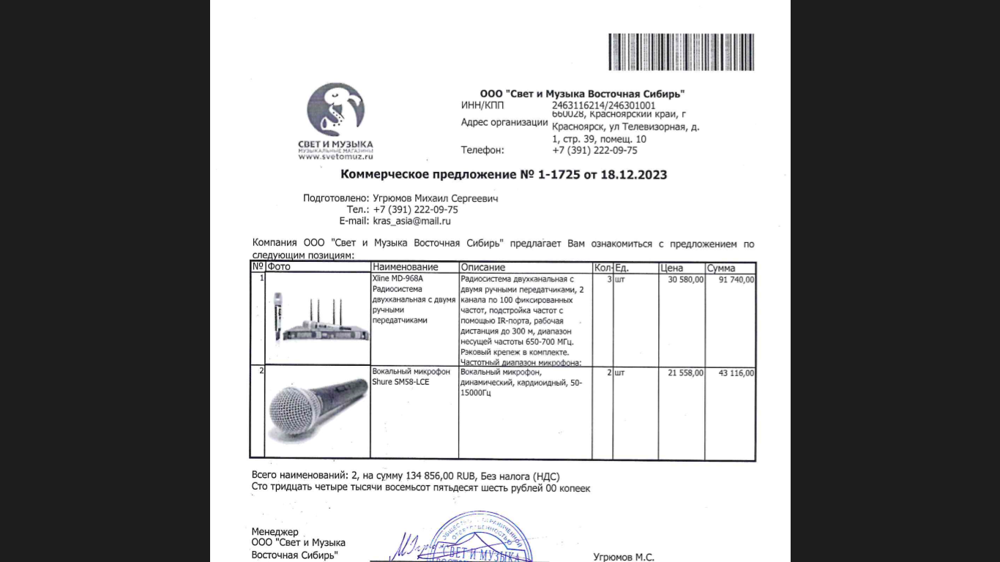 ООО "Свет и Музыка Восточная Сибирь"
ИНН/КПП 2463116214/246301001
Адрес организации 660028, Красноярский край, г
Красноярск, ул Телевизорная, д.
1, стр. 39, помещ. 10
Телефон: +7 (391) 222-09-75
СВЕТ И МУЗЫКА
МУЗЫКАЛЬНЫЕ МАГАЗИНЫ
www.svetomuz.ru
Коммерческое предложение № 1-1725 от 18.12.2023
Подготовлено: Угрюмов Михаил Сергеевич
Тел.: +7 (391) 222-09-75
E-mail: kras_asia@mail.ru
Компания ООО "Свет и Музыка Восточная Сибирь" предлагает Вам ознакомиться с предложением по
следующим позициям:
№ Фото Наименование Описание Кол- Ед. Цена Сумма
1 Xline MD-968A Радиосистема двухканальная с 3 шт 30 580,00 91 740,00
Радиосистема двумя ручными передатчиками, 2
двухканальная с двумя канала по 100 фиксированных
ручными частот, подстройка частот с
передатчиками помощью IR-порта, рабочая
дистанция до 300 м, диапазон
несущей частоты 650-700 МГц.
Рэковый крепеж в комплекте.
Частотный диапазон микрофона:
2 Вокальный микрофон Вокальный микрофон, 2 шт 21 558,00 43 116,00
Shure SM58-LCE динамический, кардиоидный, 50-
15000Гц
Всего наименований: 2, на сумму 134 856,00 RUB, Без налога (НДС)
Сто тридцать четыре тысячи восемьсот пятьдесят шесть рублей 00 копеек
Менеджер
ООО "Свет и Музыка
Восточная Сибирь"
Угрюмов М.С.
ОТВЕТСТВЕННОСТЬЮ
СВЕТ И МУЗЫКА